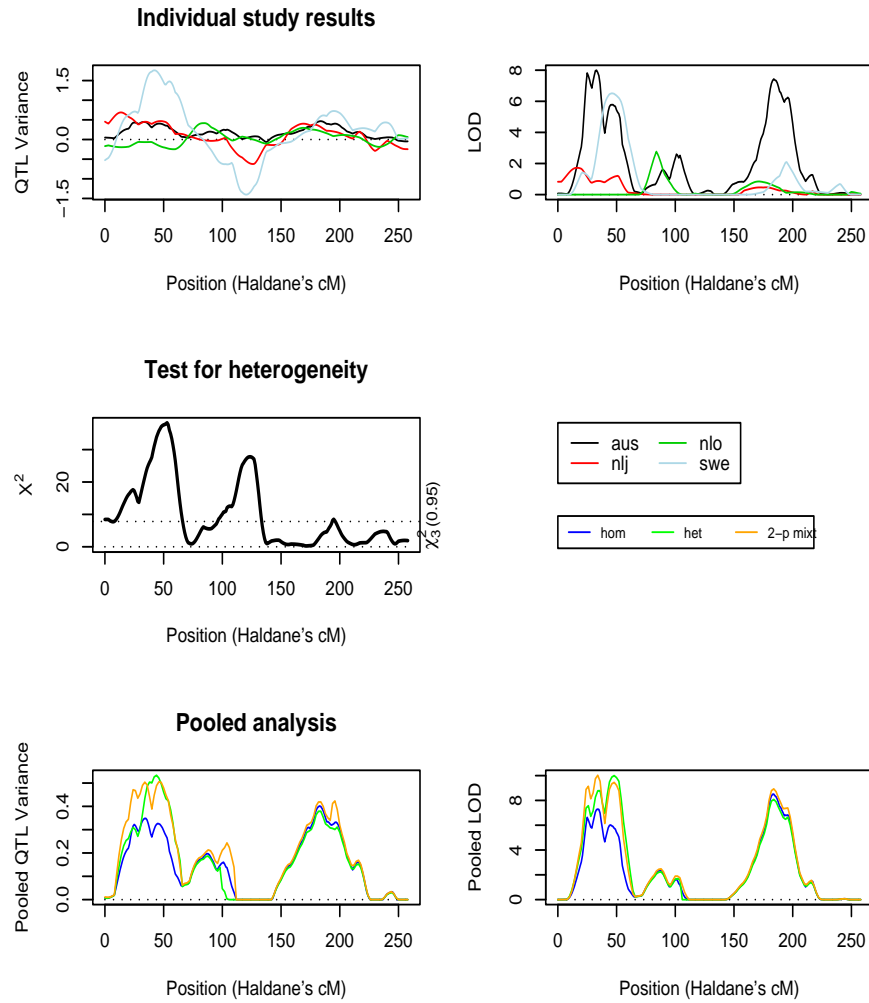 Individual study results
QTL Variance
−1.5
0.0
1.5
0 50 100 150 200 250
Position (Haldane's cM)
LOD
0 2 4 6 8
0 50 100 150 200 250
Position (Haldane's cM)
Test for heterogeneity
X²
0 20
χ²₃(0.95)
0 50 100 150 200 250
Position (Haldane's cM)
aus nlo
nlj swe
hom het 2−p mixt
Pooled analysis
Pooled QTL Variance
0.0 0.2 0.4
0 50 100 150 200 250
Position (Haldane's cM)
Pooled LOD
0 4 8
0 50 100 150 200 250
Position (Haldane's cM)